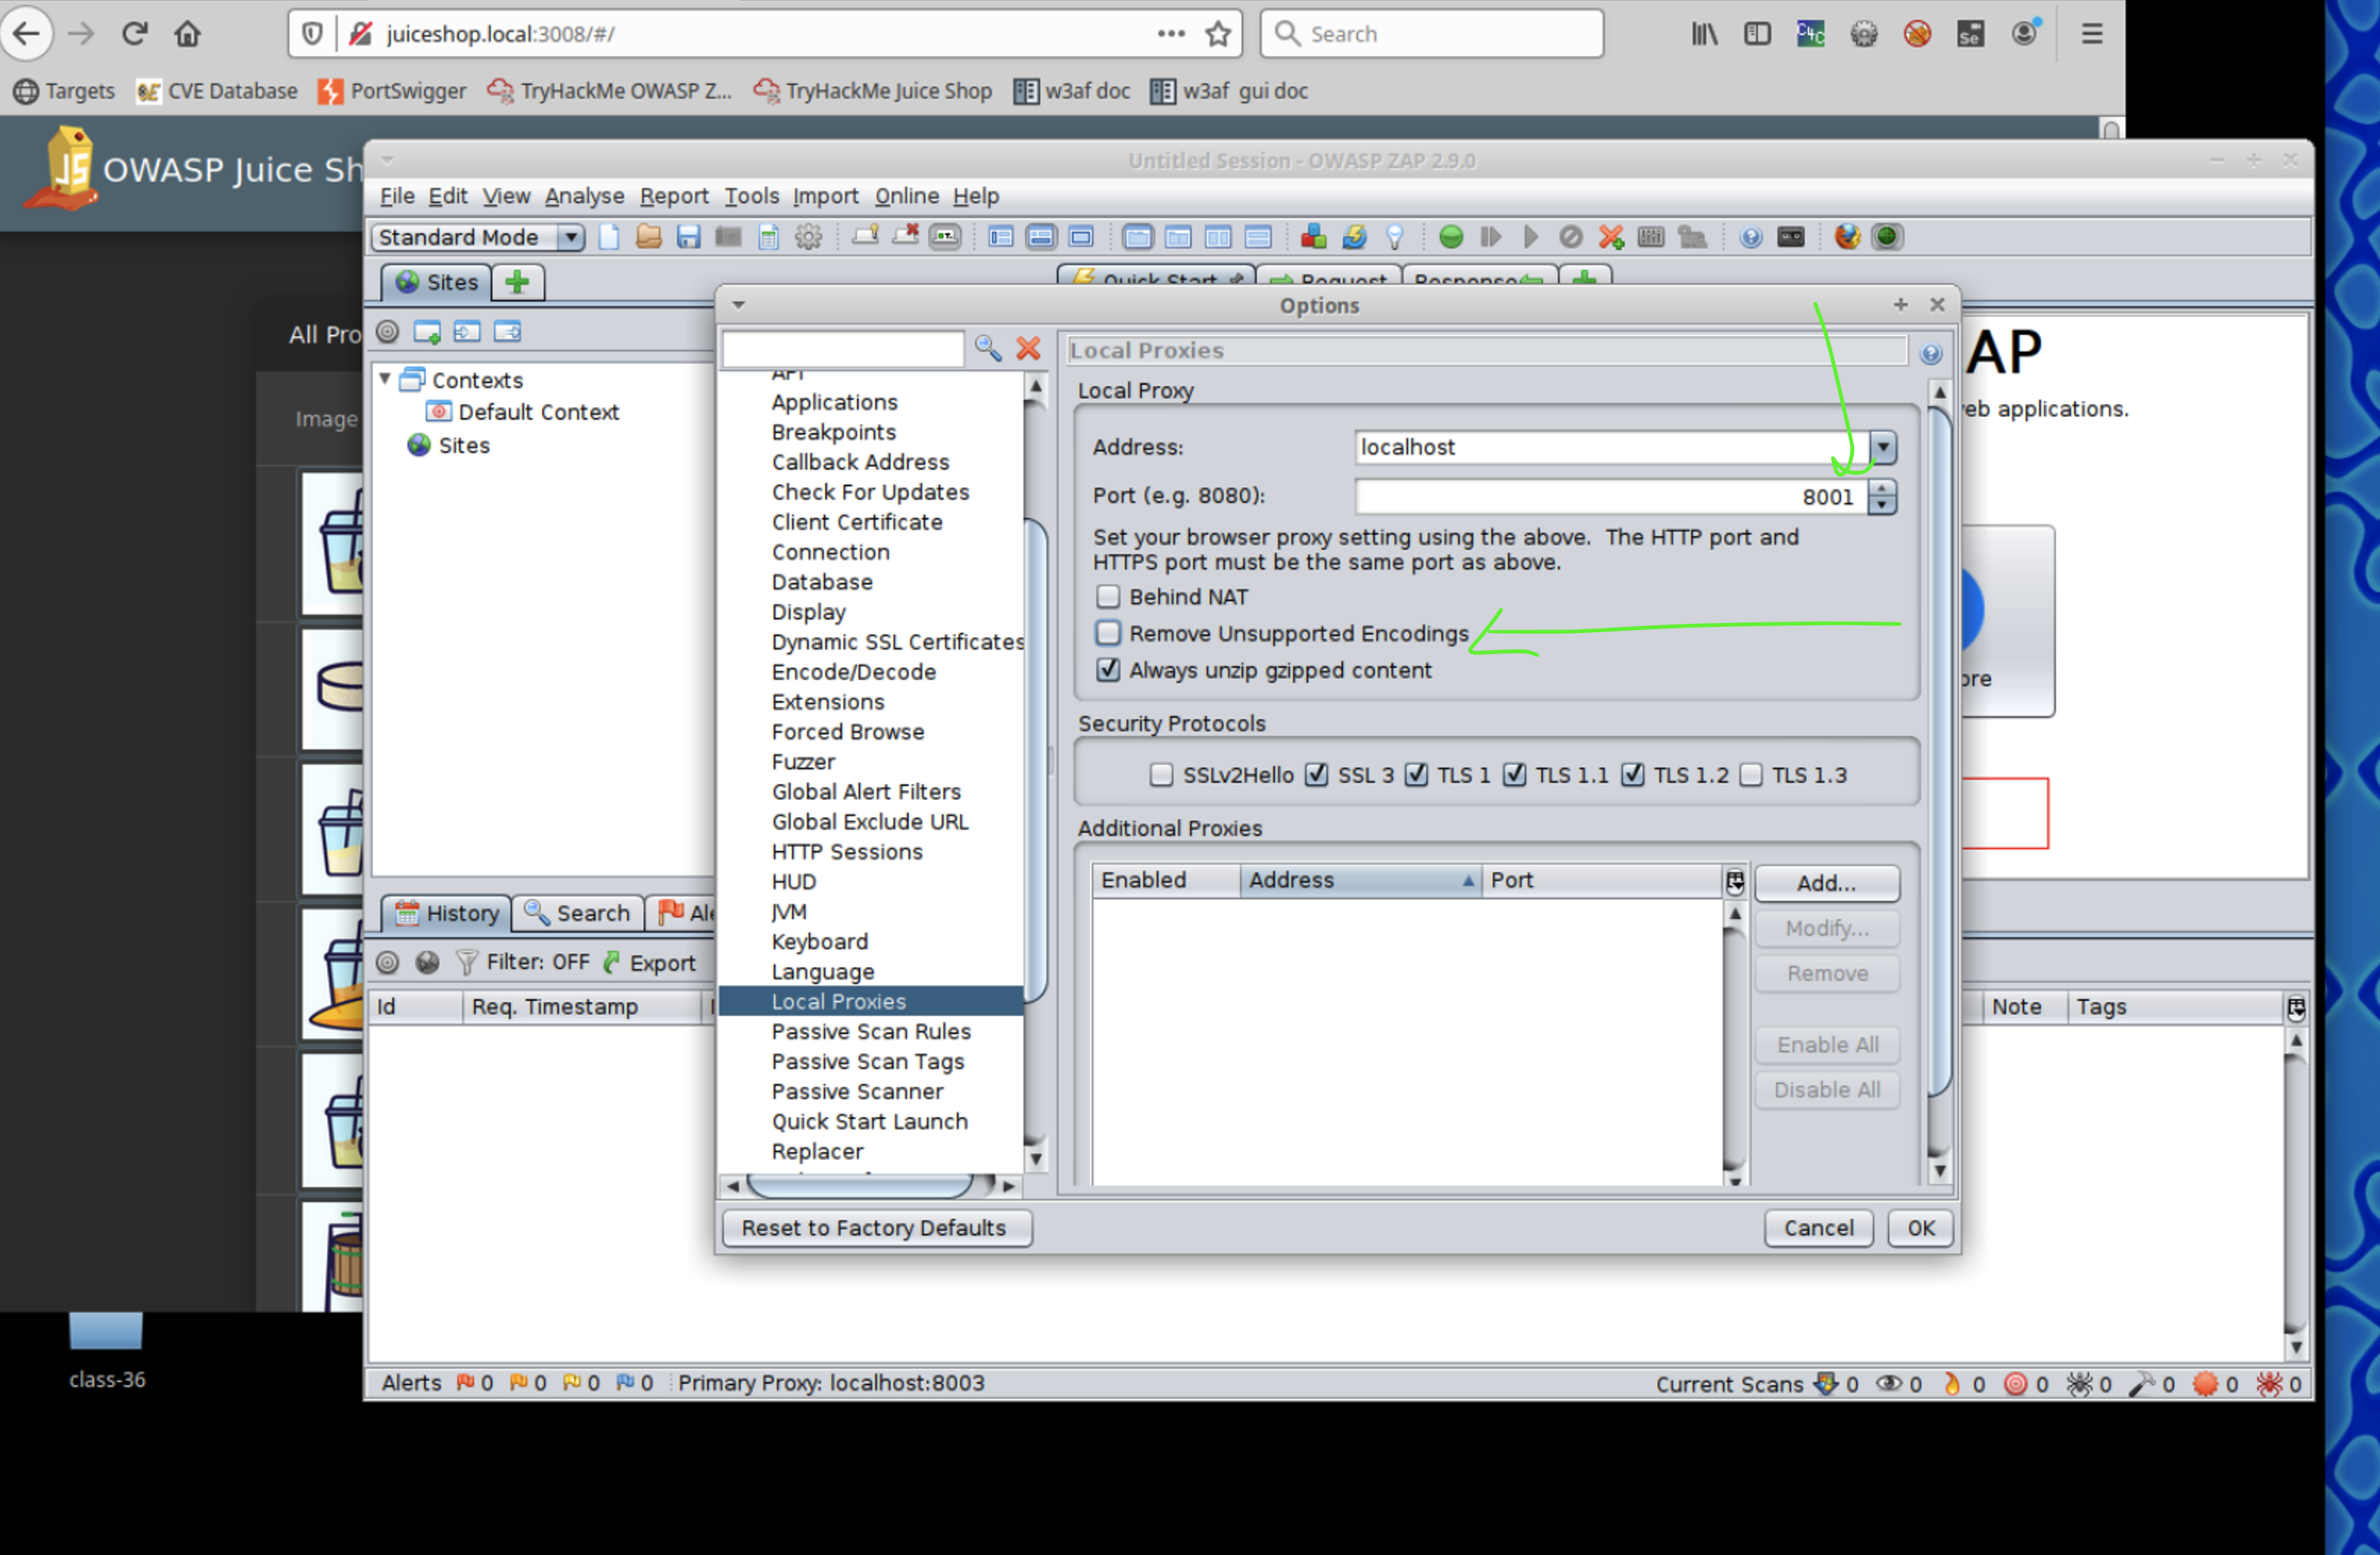 juiceshop.local:3008/#/
Search
Targets
CVE Database
PortSwigger
TryHackMe OWASP Z...
TryHackMe Juice Shop
w3af doc
w3af gui doc
JS
OWASP Juice Sh
Untitled Session - OWASP ZAP 2.9.0
File Edit View Analyse Report Tools Import Online Help
Standard Mode
Sites
Quick Start
Request
Response
Options
All Pro
Image
Contexts
Default Context
Sites
API
Applications
Breakpoints
Callback Address
Check For Updates
Client Certificate
Connection
Database
Display
Dynamic SSL Certificates
Encode/Decode
Extensions
Forced Browse
Fuzzer
Global Alert Filters
Global Exclude URL
HTTP Sessions
HUD
JVM
Keyboard
Language
Local Proxies
Passive Scan Rules
Passive Scan Tags
Passive Scanner
Quick Start Launch
Replacer
Local Proxies
Local Proxy
Address:
localhost
Port (e.g. 8080):
8001
Set your browser proxy setting using the above. The HTTP port and
HTTPS port must be the same port as above.
Behind NAT
Remove Unsupported Encodings
Always unzip gzipped content
Security Protocols
SSLv2Hello SSL 3 TLS 1 TLS 1.1 TLS 1.2 TLS 1.3
Additional Proxies
Enabled Address Port
Add...
Modify...
Remove
Enable All
Disable All
Reset to Factory Defaults
Cancel
OK
AP
eb applications.
ore
History
Search
Ale
Filter: OFF
Export
Id
Req. Timestamp
Note
Tags
class-36
Alerts 0 0 0 0 Primary Proxy: localhost:8003
Current Scans 0 0 0 0 0 0 0 0